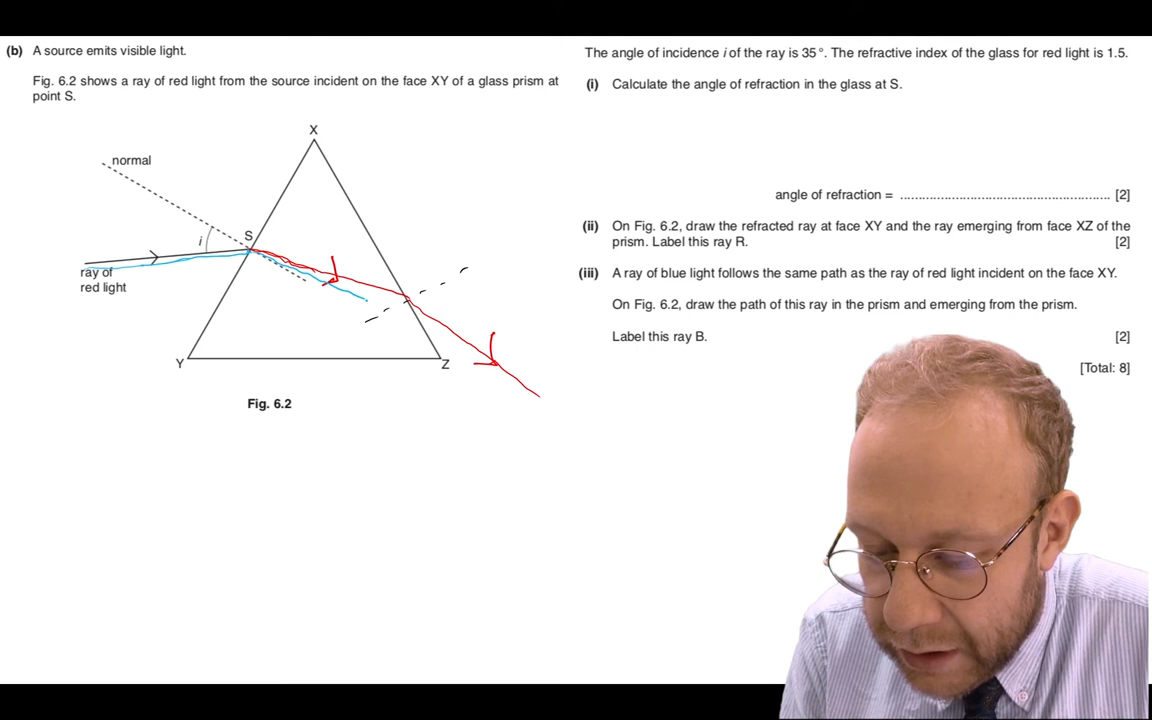 (b) A source emits visible light.
Fig. 6.2 shows a ray of red light from the source incident on the face XY of a glass prism at
point S.
X
normal
S
i
ray of
red light
Y
Z
Fig. 6.2
The angle of incidence i of the ray is 35°. The refractive index of the glass for red light is 1.5.
(i) Calculate the angle of refraction in the glass at S.
angle of refraction = ........................................................ [2]
(ii) On Fig. 6.2, draw the refracted ray at face XY and the ray emerging from face XZ of the
prism. Label this ray R. [2]
(iii) A ray of blue light follows the same path as the ray of red light incident on the face XY.
On Fig. 6.2, draw the path of this ray in the prism and emerging from the prism.
Label this ray B. [2]
[Total: 8]